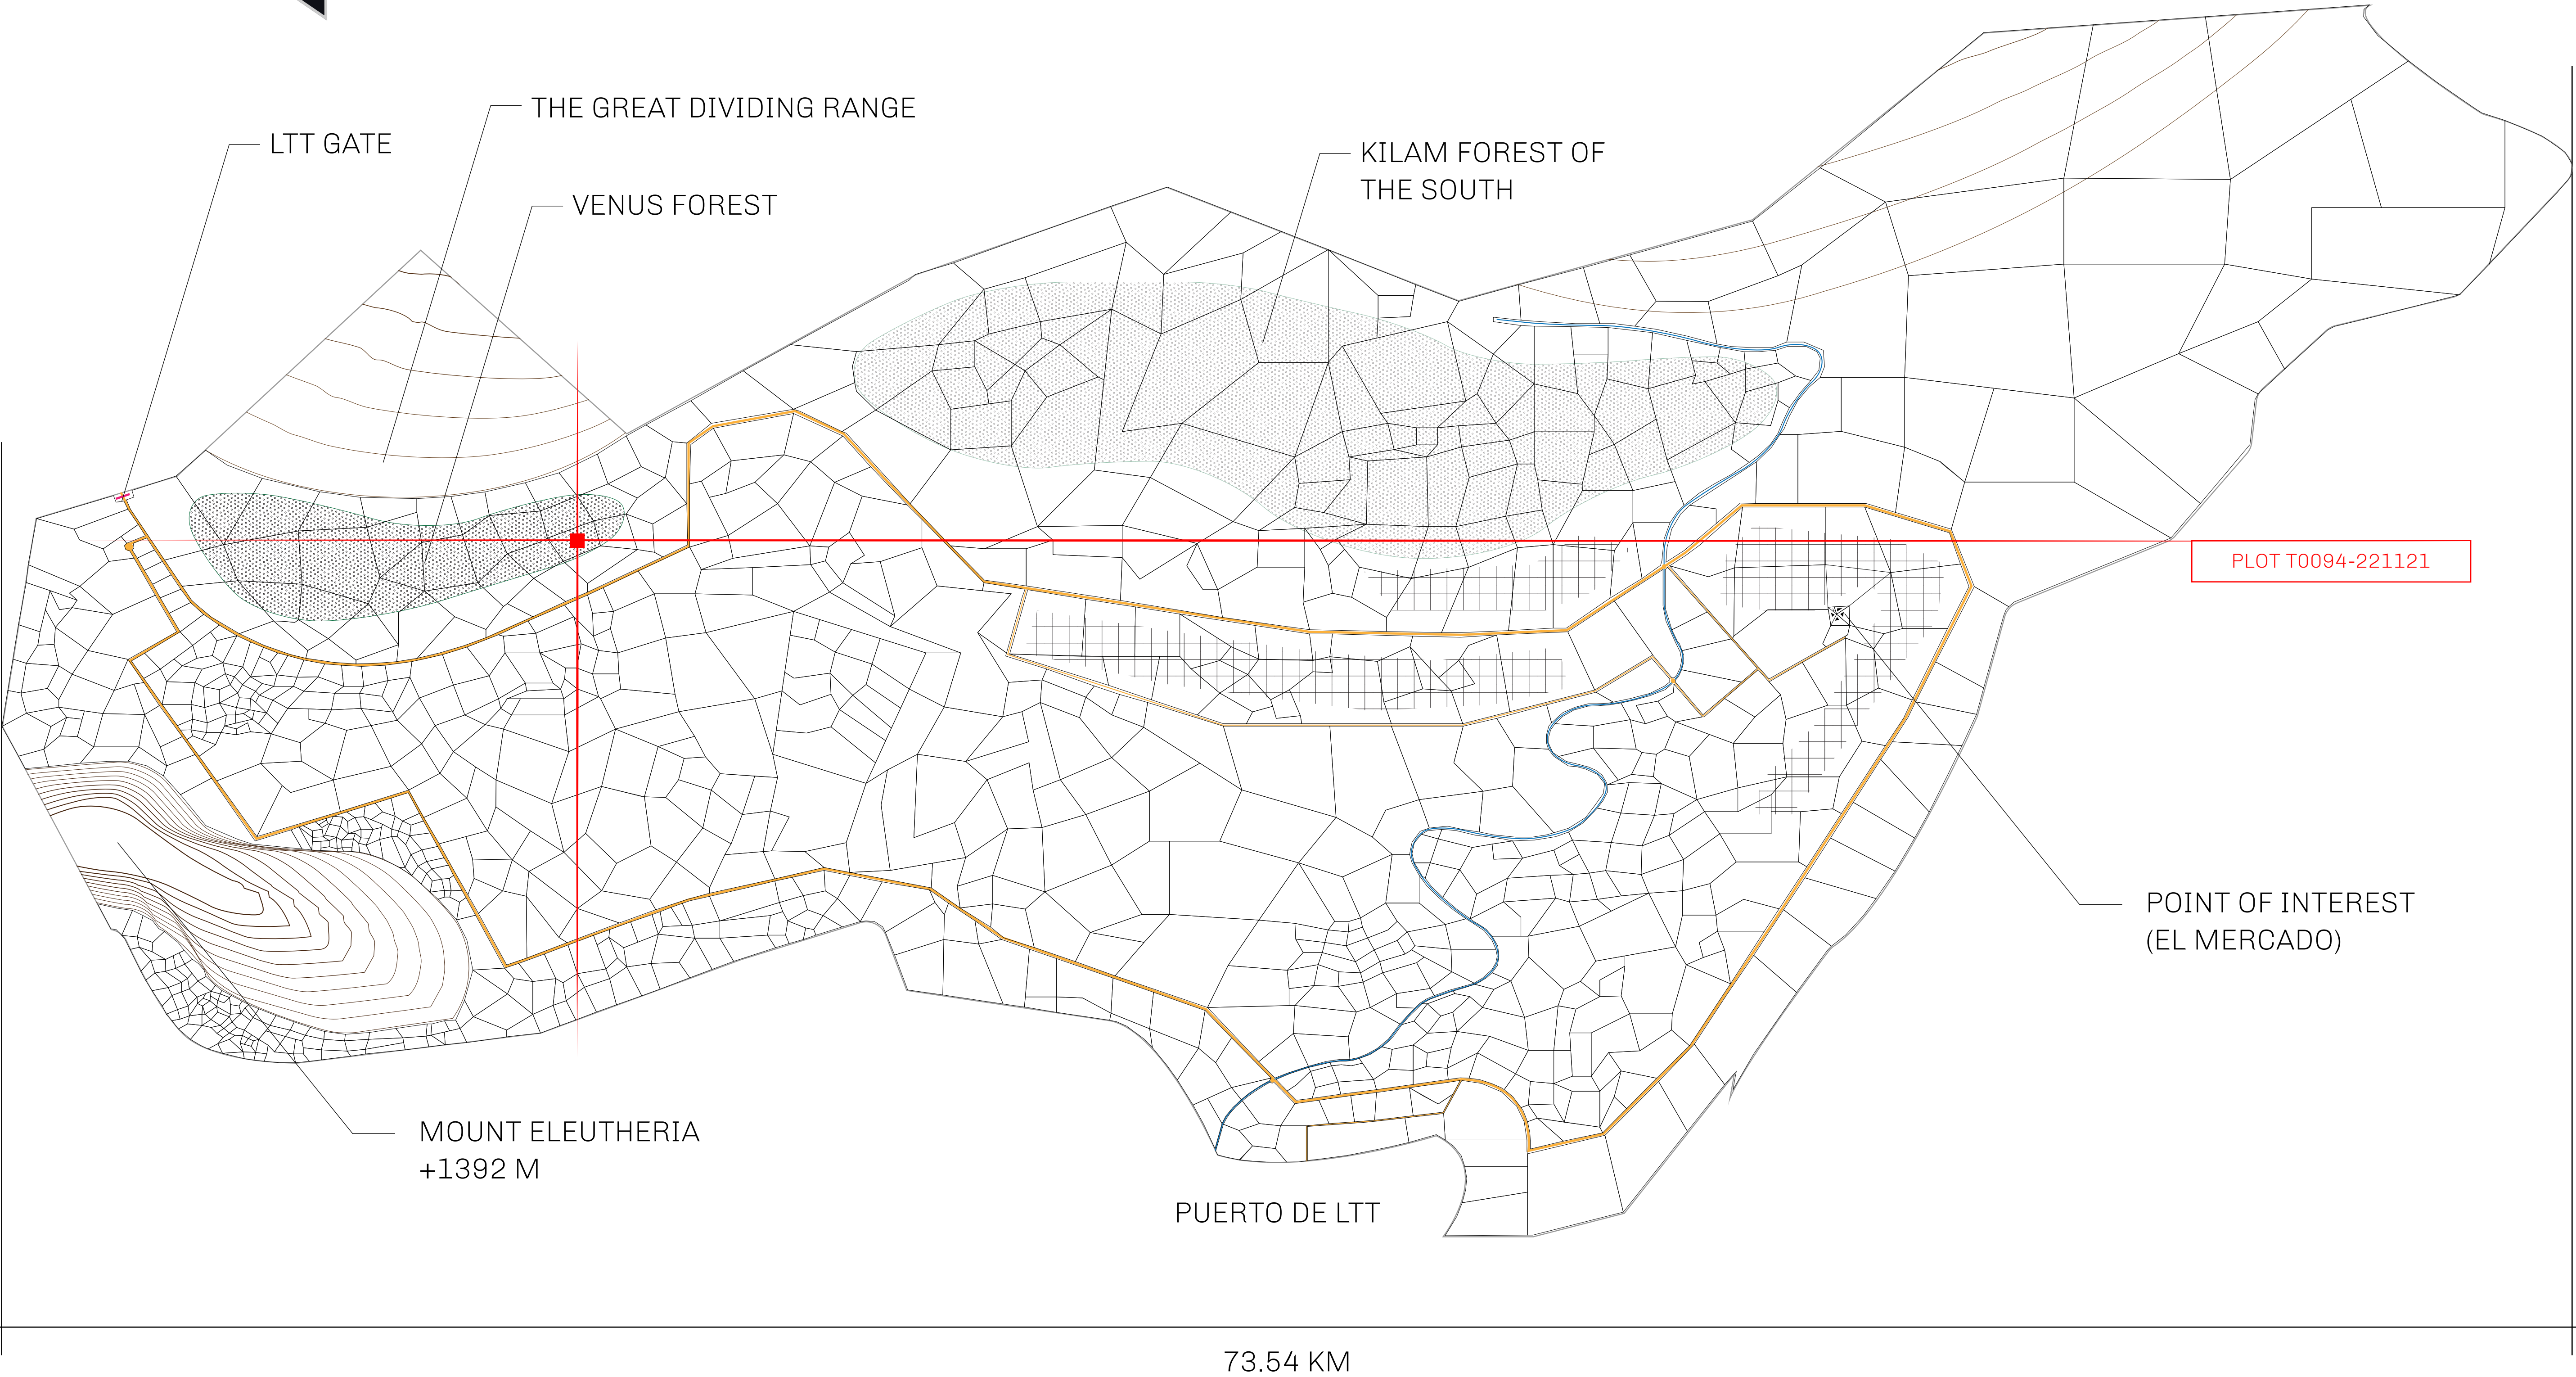 THE GREAT DIVIDING RANGE
LTT GATE
KILAM FOREST OF
THE SOUTH
VENUS FOREST
PLOT T0094-221121
POINT OF INTEREST
(EL MERCADO)
MOUNT ELEUTHERIA
+1392 M
PUERTO DE LTT
73.54 KM